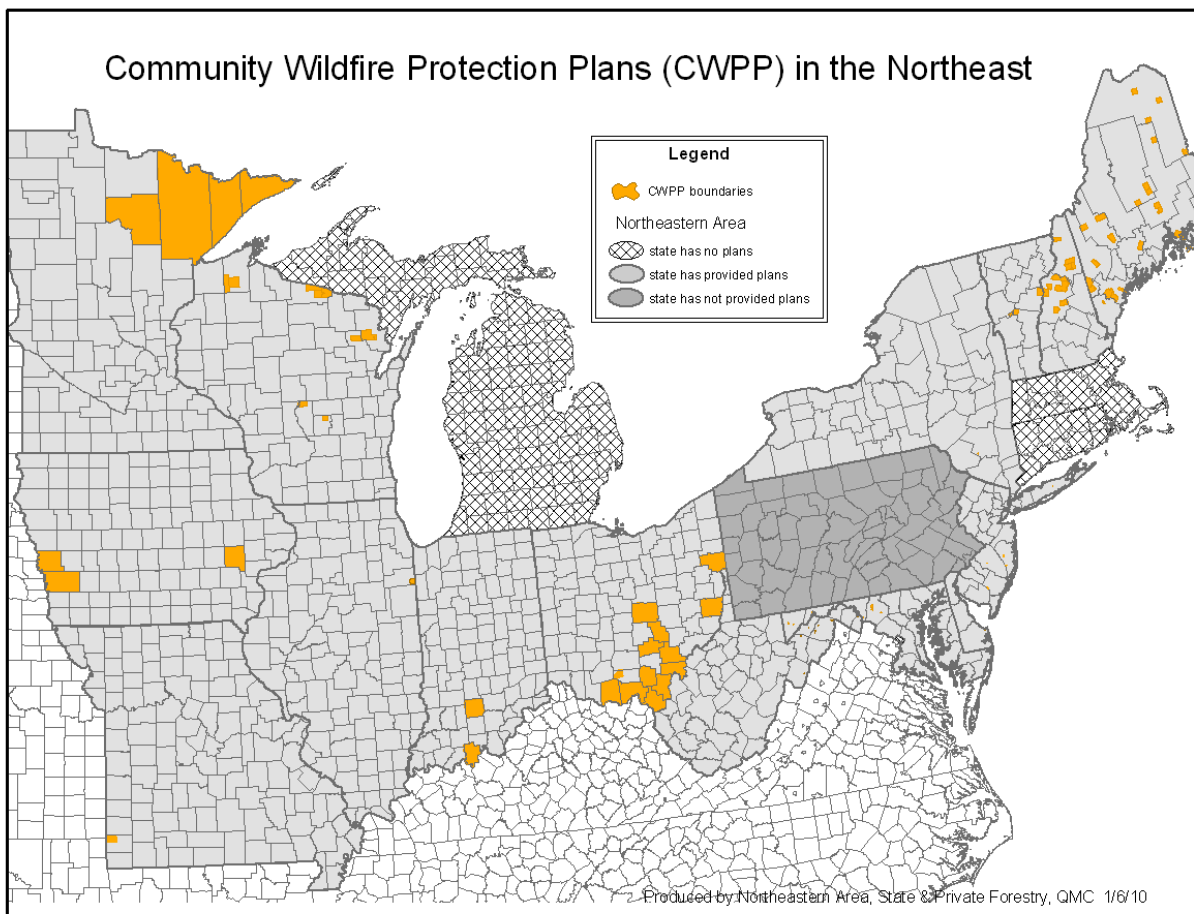 Community Wildfire Protection Plans (CWPP) in the Northeast
Legend
CWPP boundaries
Northeastern Area
state has no plans
state has provided plans
state has not provided plans
Produced by Northeastern Area, State & Private Forestry, QMC 1/6/10